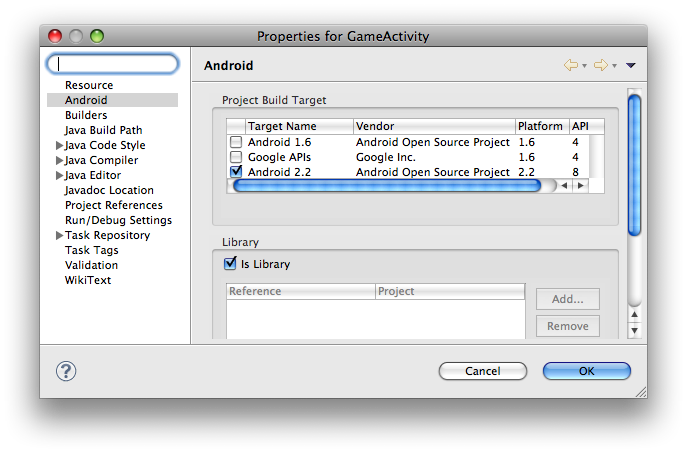 Properties for GameActivity
Resource
Android
Builders
Java Build Path
Java Code Style
Java Compiler
Java Editor
Javadoc Location
Project References
Run/Debug Settings
Task Repository
Task Tags
Validation
WikiText
Android
Project Build Target
Target Name Vendor Platform API
Android 1.6 Android Open Source Project 1.6 4
Google APIs Google Inc. 1.6 4
Android 2.2 Android Open Source Project 2.2 8
Library
Is Library
Reference Project
Add...
Remove
? Cancel OK